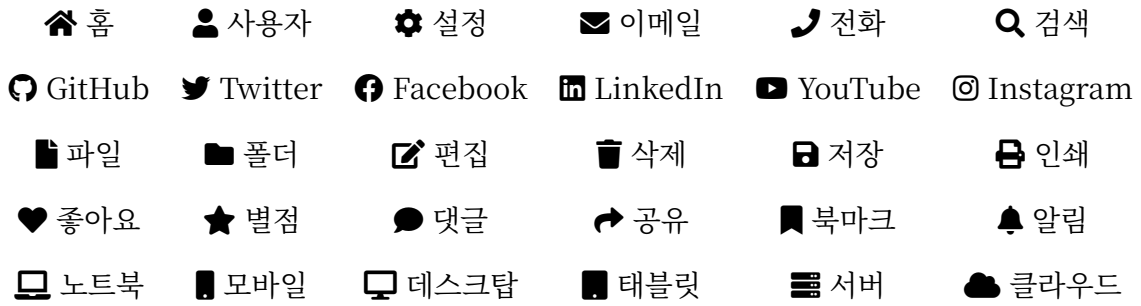 홈 사용자 설정 이메일 전화 검색
GitHub Twitter Facebook LinkedIn YouTube Instagram
파일 폴더 편집 삭제 저장 인쇄
좋아요 별점 댓글 공유 북마크 알림
노트북 모바일 데스크탑 태블릿 서버 클라우드